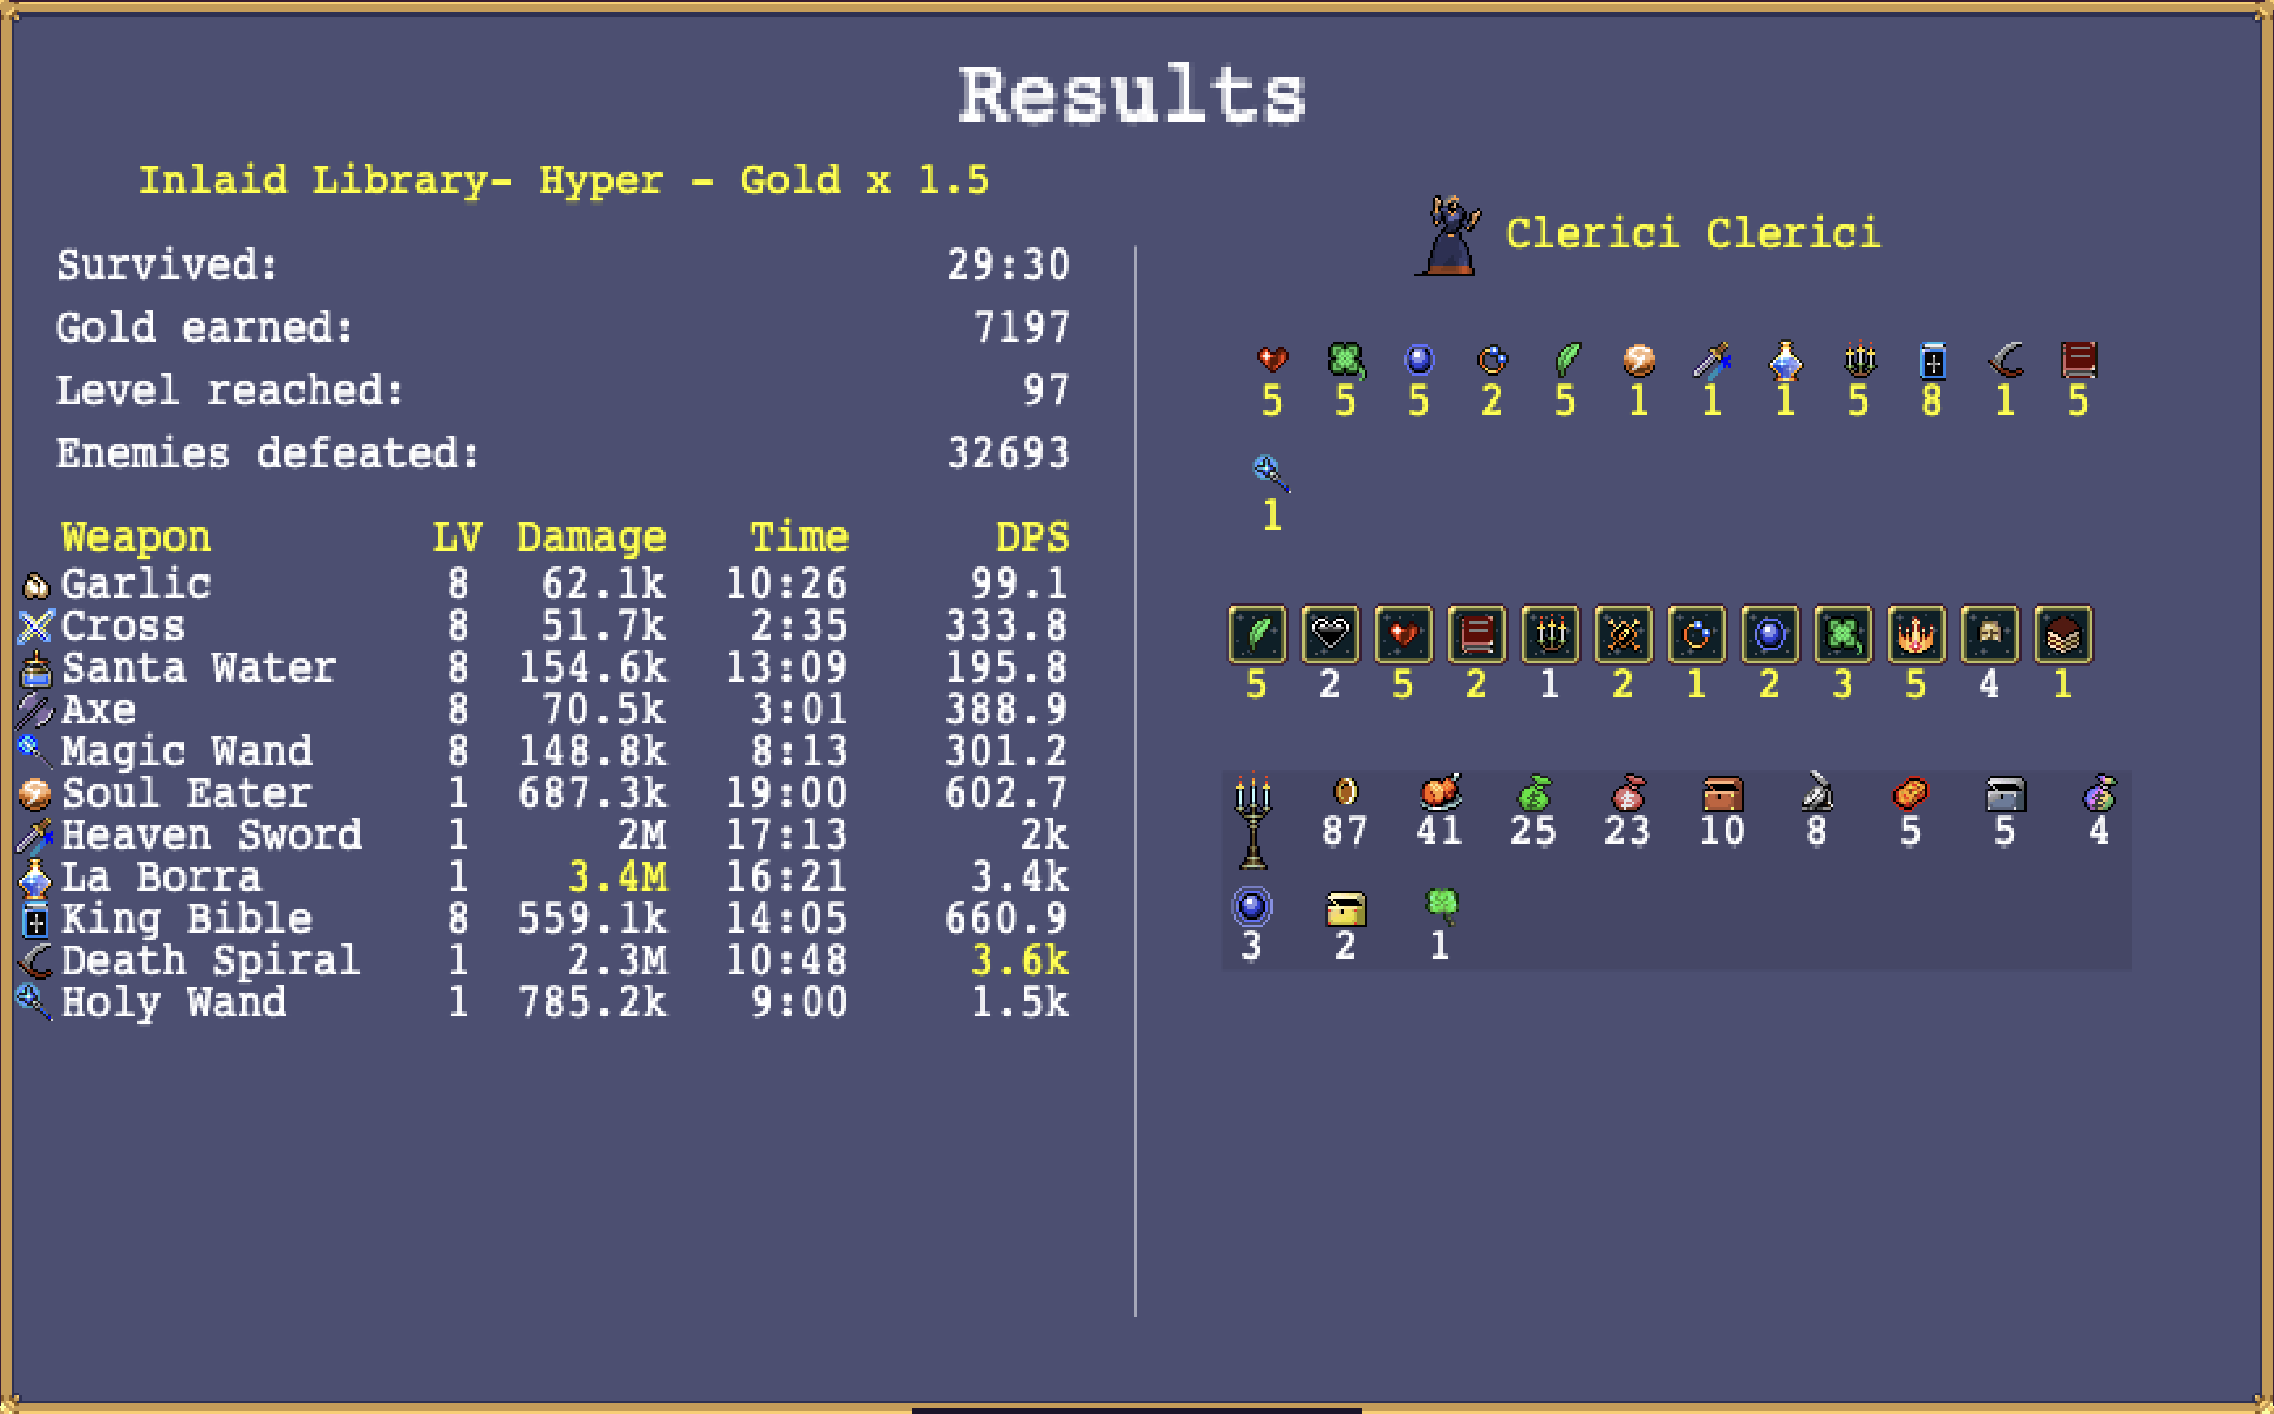 Results
Inlaid Library- Hyper - Gold x 1.5
Survived: 29:30
Gold earned: 7197
Level reached: 97
Enemies defeated: 32693
Weapon LV Damage Time DPS
Garlic 8 62.1k 10:26 99.1
Cross 8 51.7k 2:35 333.8
Santa Water 8 154.6k 13:09 195.8
Axe 8 70.5k 3:01 388.9
Magic Wand 8 148.8k 8:13 301.2
Soul Eater 1 687.3k 19:00 602.7
Heaven Sword 1 2M 17:13 2k
La Borra 1 3.4M 16:21 3.4k
King Bible 8 559.1k 14:05 660.9
Death Spiral 1 2.3M 10:48 3.6k
Holy Wand 1 785.2k 9:00 1.5k
Clerici Clerici
5 5 5 2 5 1 1 1 5 8 1 5
1
5 2 5 2 1 2 1 2 3 5 4 1
87 41 25 23 10 8 5 5 4
3 2 1